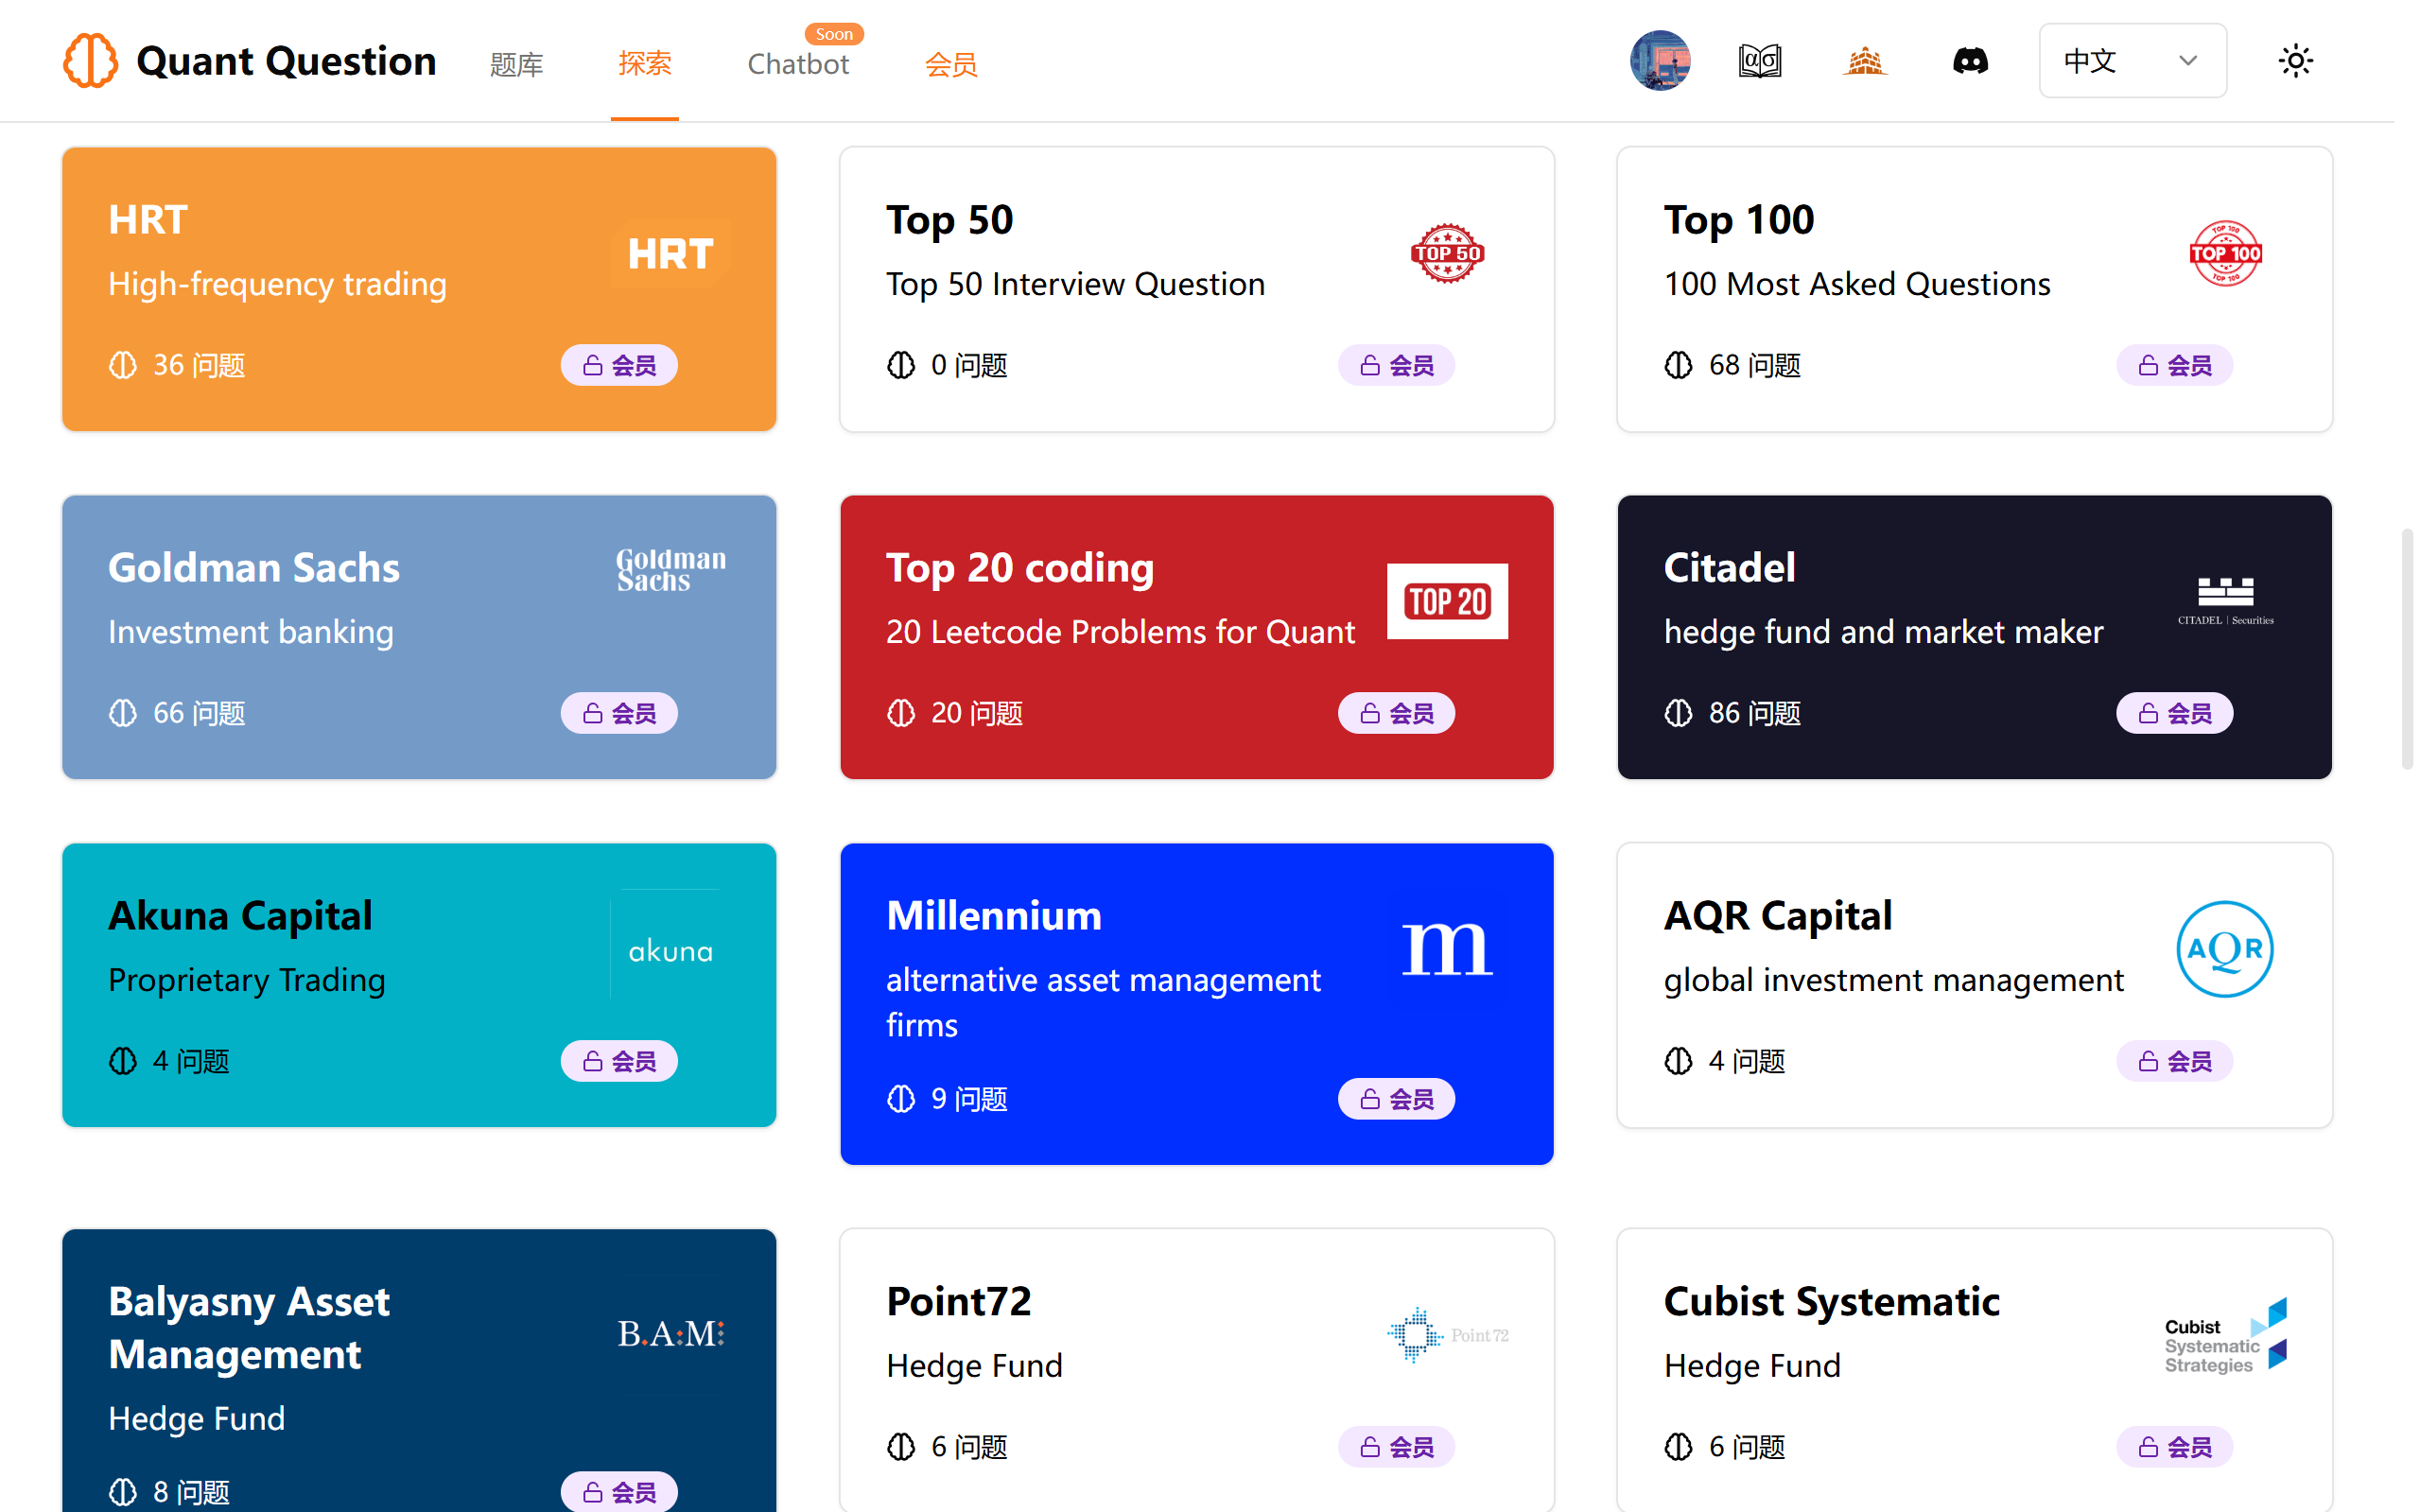 Quant Question
题库
探索
Chatbot
Soon
会员
ασ
中文
HRT
High-frequency trading
HRT
36 问题
会员
Top 50
Top 50 Interview Question
TOP 50
0 问题
会员
Top 100
100 Most Asked Questions
TOP 100
TOP 100
TOP 100
68 问题
会员
Goldman Sachs
Investment banking
Goldman
Sachs
66 问题
会员
Top 20 coding
20 Leetcode Problems for Quant
TOP 20
20 问题
会员
Citadel
hedge fund and market maker
CITADEL | Securities
86 问题
会员
Akuna Capital
Proprietary Trading
akuna
4 问题
会员
Millennium
alternative asset management
firms
m
9 问题
会员
AQR Capital
global investment management
AQR
4 问题
会员
Balyasny Asset
Management
Hedge Fund
B.A.M
8 问题
会员
Point72
Hedge Fund
Point72
6 问题
会员
Cubist Systematic
Hedge Fund
Cubist
Systematic
Strategies
6 问题
会员